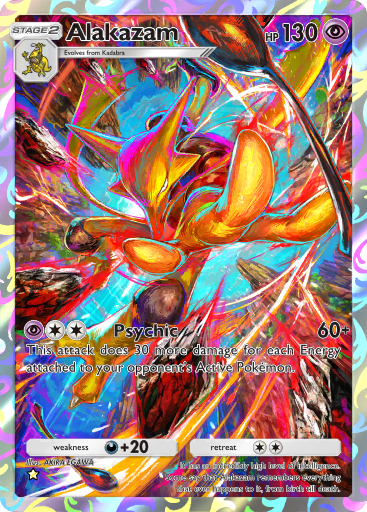 STAGE2 Alakazam HP 130
Evolves from Kadabra
Psychic 60+
This attack does 30 more damage for each Energy
attached to your opponent's Active Pokémon.
weakness +20 retreat
Illus. AKIRA EGAWA
It has an incredibly high level of intelligence.
Some say that Alakazam remembers everything
that ever happens to it, from birth till death.